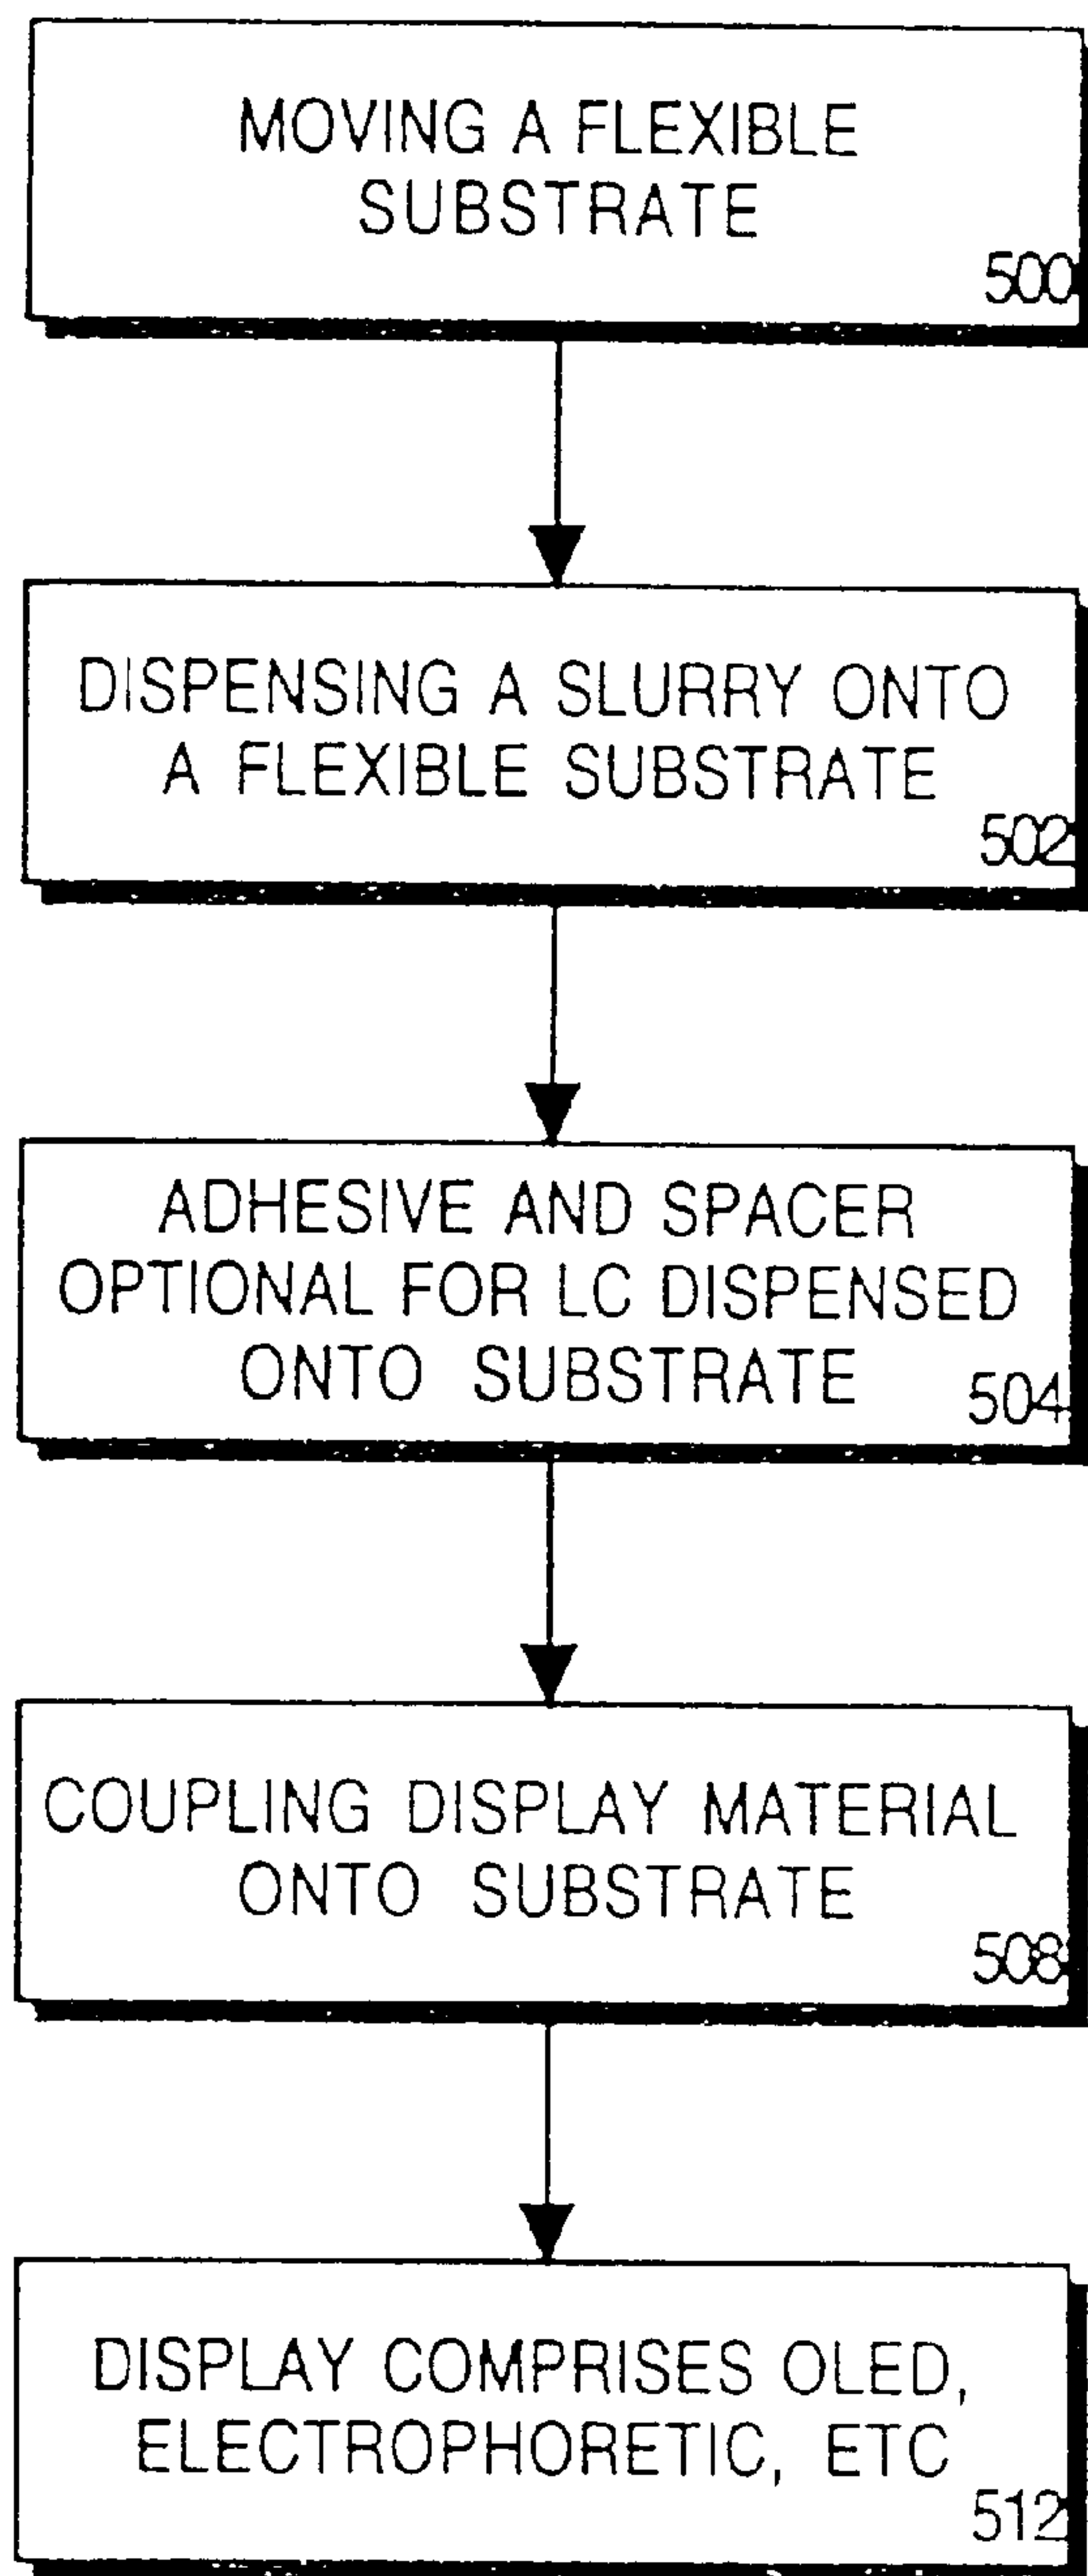 MOVING A FLEXIBLE
SUBSTRATE
500
DISPENSING A SLURRY ONTO
A FLEXIBLE SUBSTRATE
502
ADHESIVE AND SPACER
OPTIONAL FOR LC DISPENSED
ONTO SUBSTRATE
504
COUPLING DISPLAY MATERIAL
ONTO SUBSTRATE
508
DISPLAY COMPRISES OLED,
ELECTROPHORETIC, ETC
512